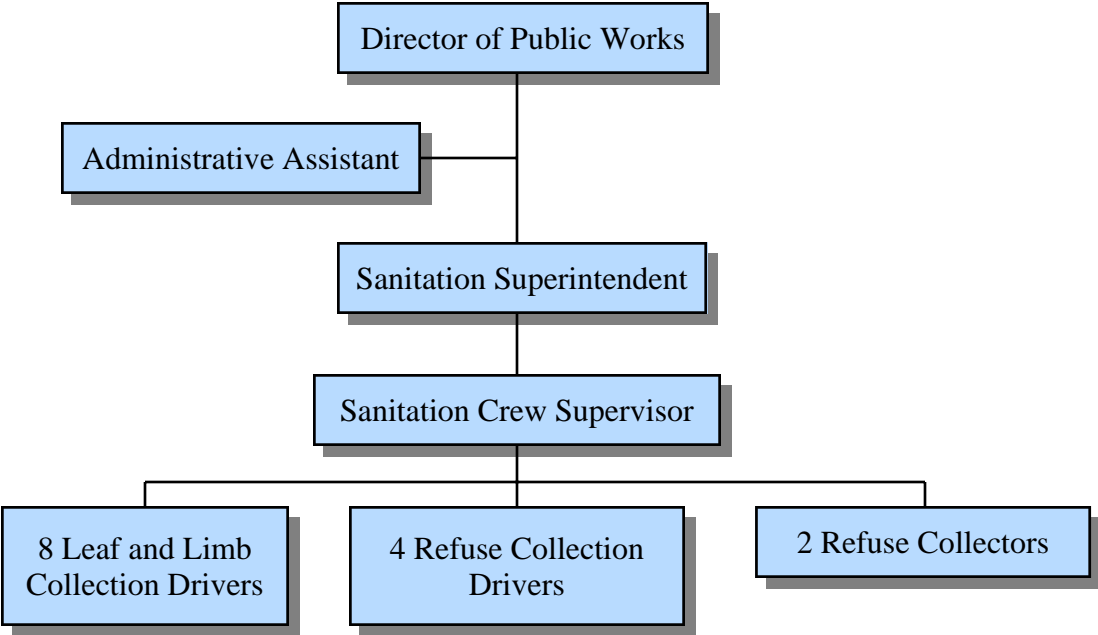 Director of Public Works
Administrative Assistant
Sanitation Superintendent
Sanitation Crew Supervisor
8 Leaf and Limb
Collection Drivers
4 Refuse Collection
Drivers
2 Refuse Collectors